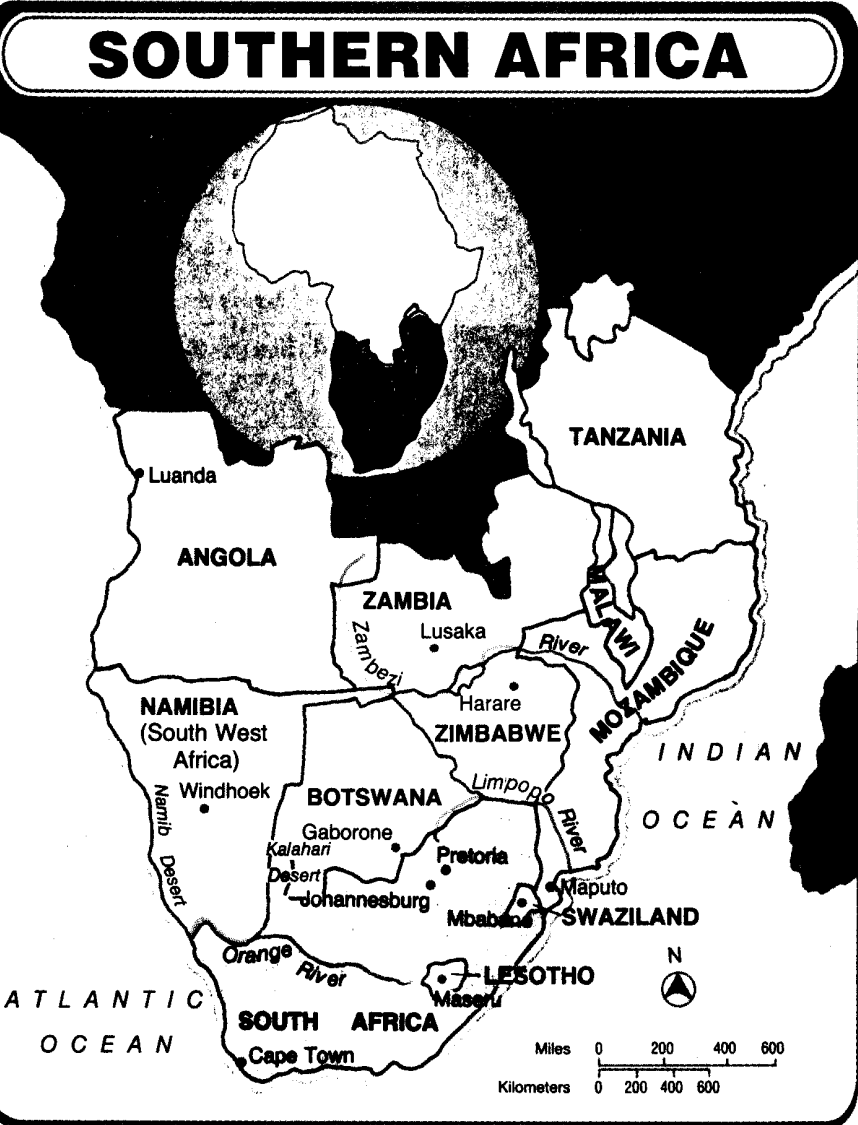 SOUTHERN AFRICA
TANZANIA
Luanda
ANGOLA
MALAWI
ZAMBIA
Lusaka
Zambezi
River
MOZAMBIQUE
Harare
ZIMBABWE
NAMIBIA
(South West
Africa)
Windhoek
INDIAN
OCEAN
Limpopo
River
BOTSWANA
Namib
Desert
Gaborone
Kalahari
Desert
Pretoria
Johannesburg
Maputo
Mbabane
SWAZILAND
Orange
River
LESOTHO
Maseru
N
ATLANTIC
OCEAN
SOUTH AFRICA
Cape Town
Miles 0 200 400 600
Kilometers 0 200 400 600